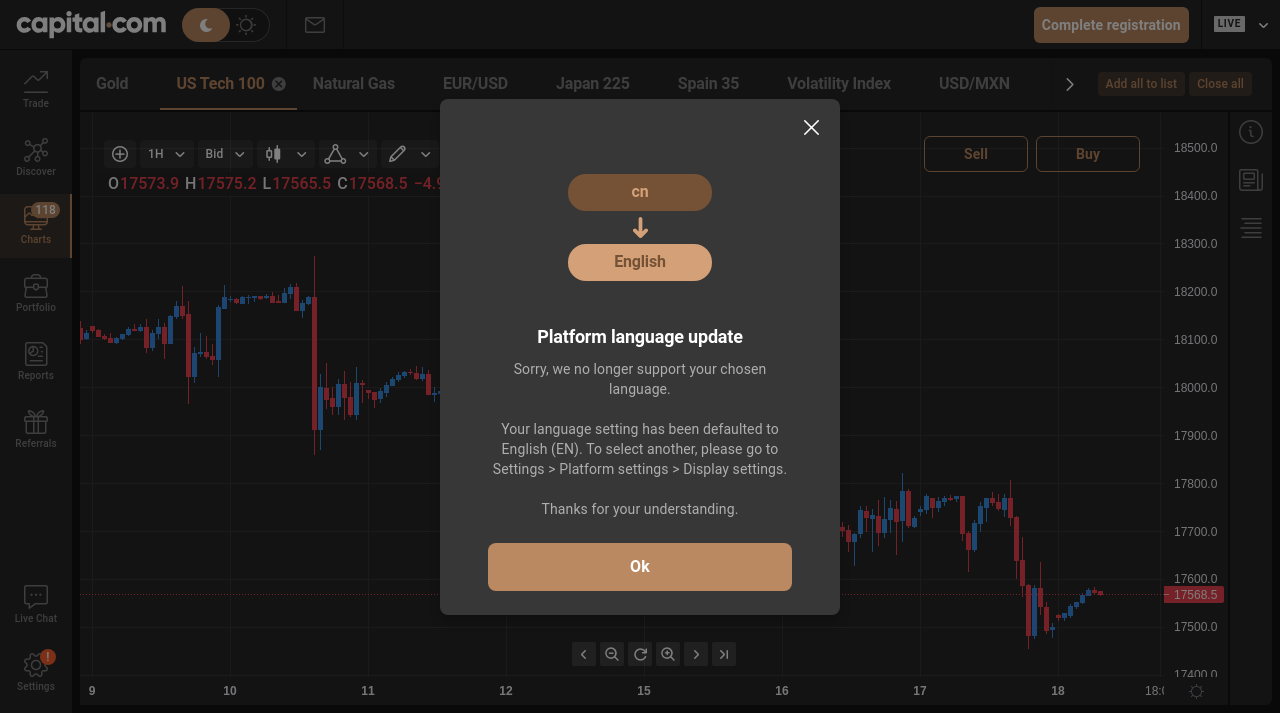 capital.com
Complete registration
LIVE
Gold
US Tech 100
Natural Gas
EUR/USD
Japan 225
Spain 35
Volatility Index
USD/MXN
Add all to list
Close all
Trade
Discover
118
Charts
Portfolio
Reports
Referrals
Live Chat
!
Settings
1H
Bid
O17573.9 H17575.2 L17565.5 C17568.5 −4.9
Sell
Buy
cn
English
Platform language update
Sorry, we no longer support your chosen
language.
Your language setting has been defaulted to
English (EN). To select another, please go to
Settings > Platform settings > Display settings.
Thanks for your understanding.
Ok
18500.0
18400.0
18300.0
18200.0
18100.0
18000.0
17900.0
17800.0
17700.0
17600.0
17568.5
17500.0
17400.0
9
10
11
12
15
16
17
18